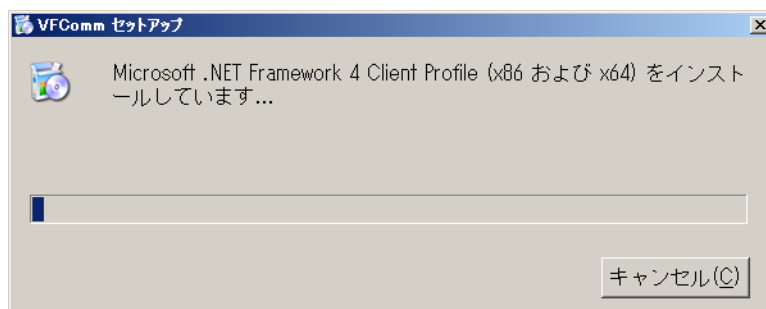 VFComm セットアップ
Microsoft .NET Framework 4 Client Profile (x86 および x64) をインスト
ールしています...
キャンセル(C)